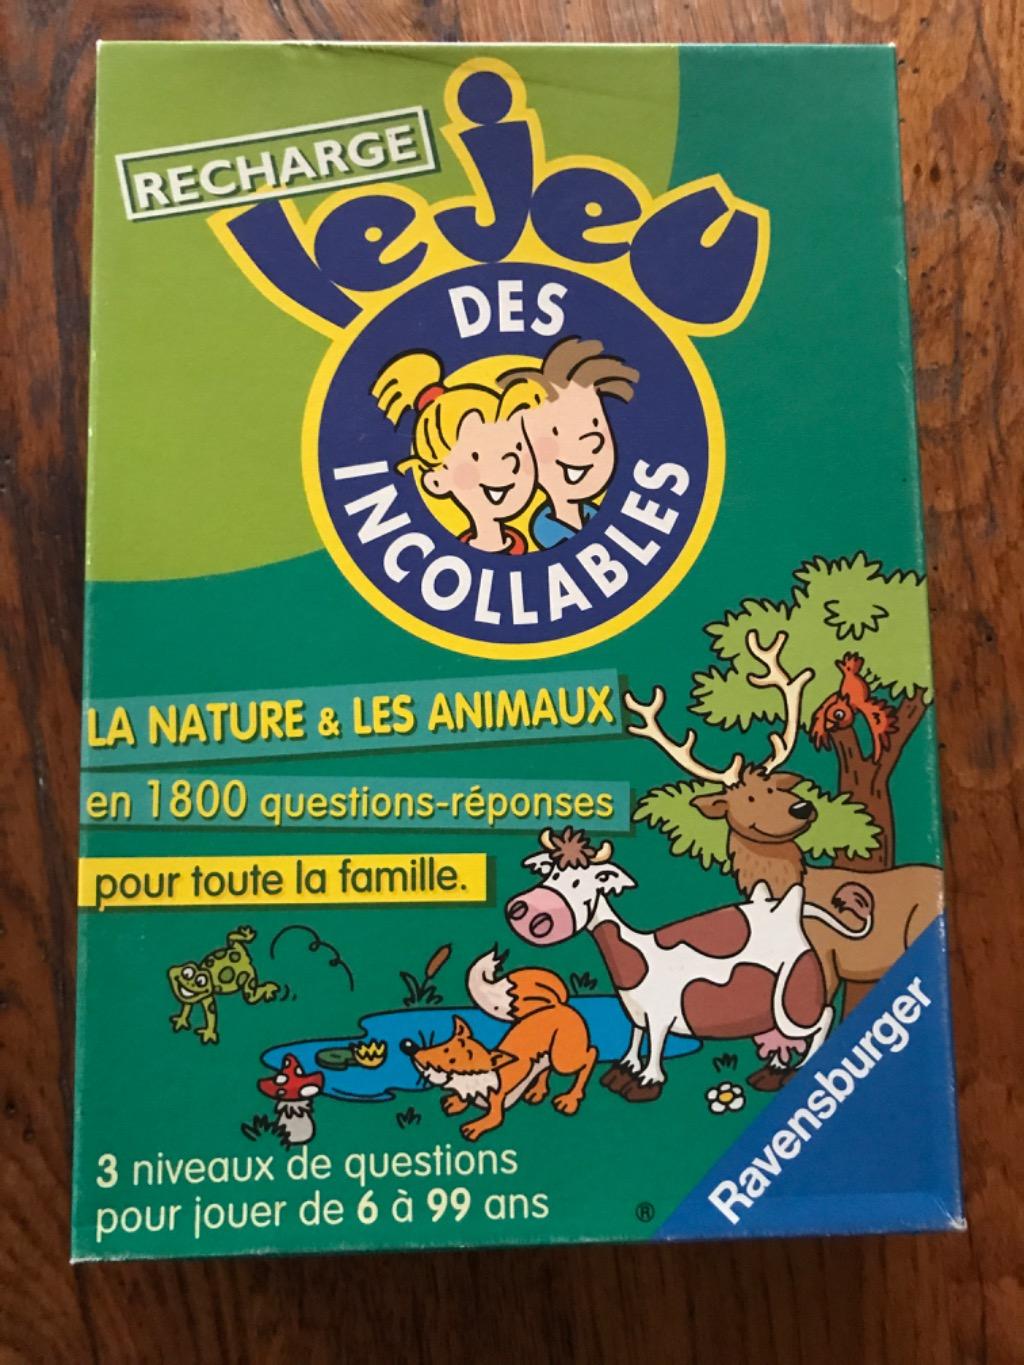 RECHARGE
le jeu
DES
INCOLLABLES
LA NATURE & LES ANIMAUX
en 1800 questions-réponses
pour toute la famille.
3 niveaux de questions
pour jouer de 6 à 99 ans
®
Ravensburger